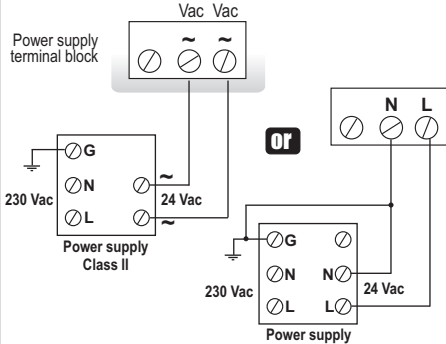 Vac Vac
Power supply
terminal block
~ ~
or
N L
G
N
L
230 Vac
~
24 Vac
~
Power supply
Class II
G
N N
L L
230 Vac
24 Vac
Power supply